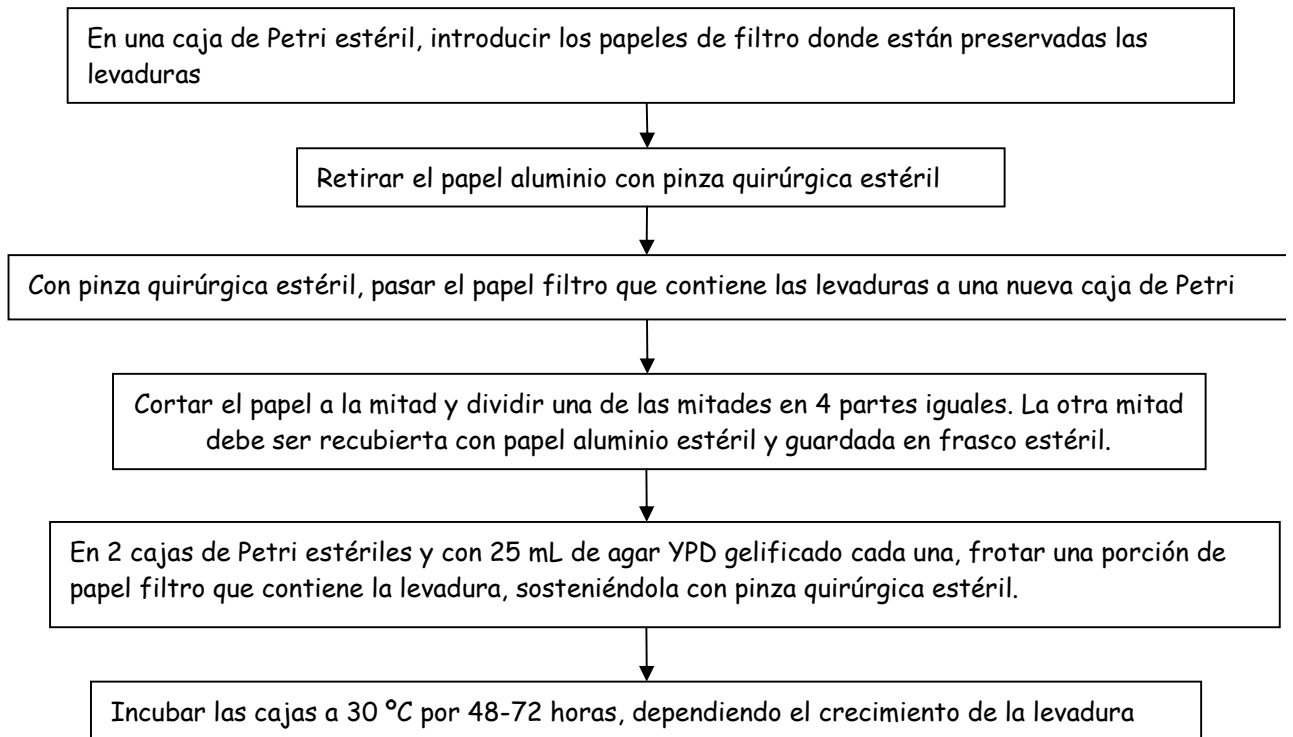 En una caja de Petri estéril, introducir los papeles de filtro donde están preservadas las
levaduras
Retirar el papel aluminio con pinza quirúrgica estéril
Con pinza quirúrgica estéril, pasar el papel filtro que contiene las levaduras a una nueva caja de Petri
Cortar el papel a la mitad y dividir una de las mitades en 4 partes iguales. La otra mitad
debe ser recubierta con papel aluminio estéril y guardada en frasco estéril.
En 2 cajas de Petri estériles y con 25 mL de agar YPD gelificado cada una, frotar una porción de
papel filtro que contiene la levadura, sosteniéndola con pinza quirúrgica estéril.
Incubar las cajas a 30 ºC por 48-72 horas, dependiendo el crecimiento de la levadura